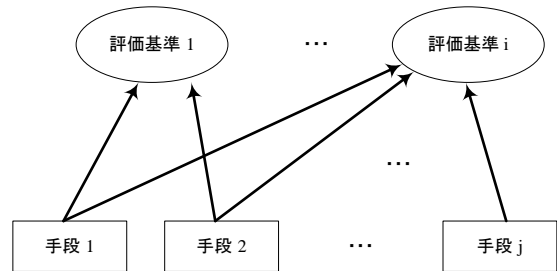 評価基準 1 … 評価基準 i
…
手段 1 手段 2 … 手段 j